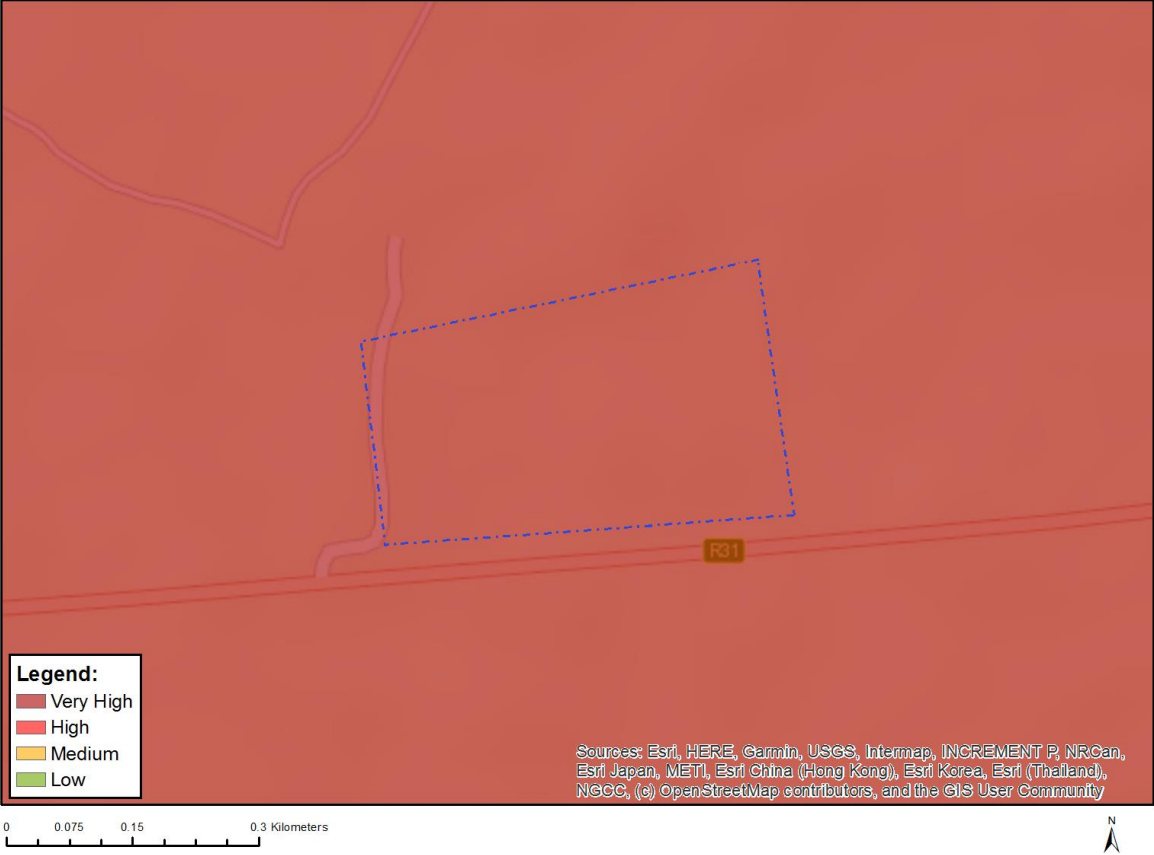 R31
Legend:
Very High
High
Medium
Low
Sources: Esri, HERE, Garmin, USGS, Intermap, INCREMENT P, NRCan,
Esri Japan, METI, Esri China (Hong Kong), Esri Korea, Esri (Thailand),
NGCC, (c) OpenStreetMap contributors, and the GIS User Community
0 0.075 0.15 0.3 Kilometers
N